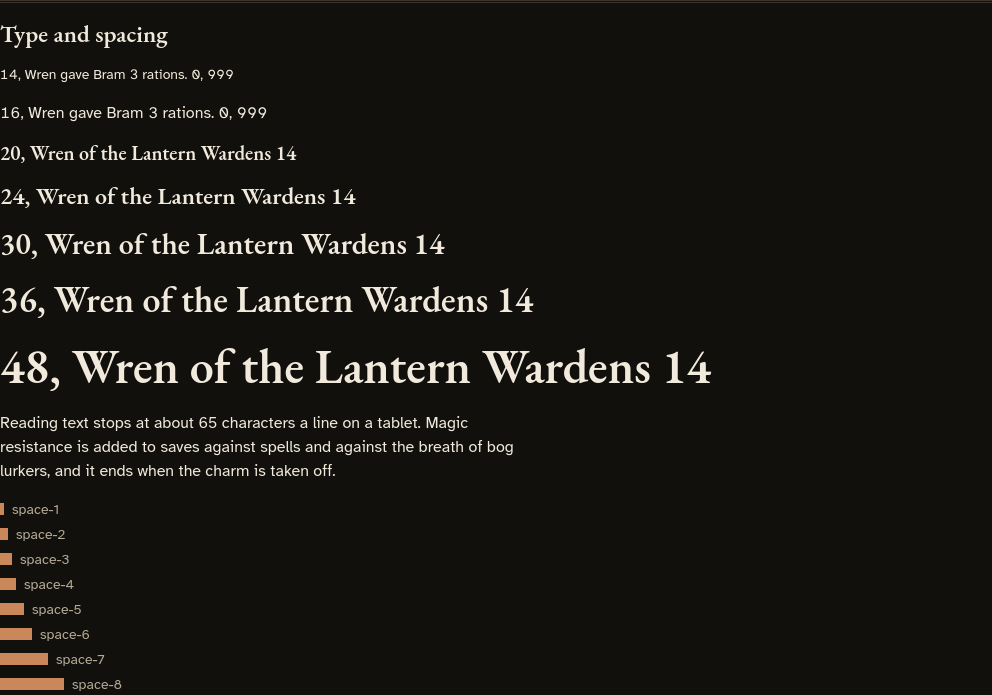 Type and spacing
14, Wren gave Bram 3 rations. 0, 999
16, Wren gave Bram 3 rations. 0, 999
20, Wren of the Lantern Wardens 14
24, Wren of the Lantern Wardens 14
30, Wren of the Lantern Wardens 14
36, Wren of the Lantern Wardens 14
48, Wren of the Lantern Wardens 14
Reading text stops at about 65 characters a line on a tablet. Magic
resistance is added to saves against spells and against the breath of bog
lurkers, and it ends when the charm is taken off.
space-1
space-2
space-3
space-4
space-5
space-6
space-7
space-8